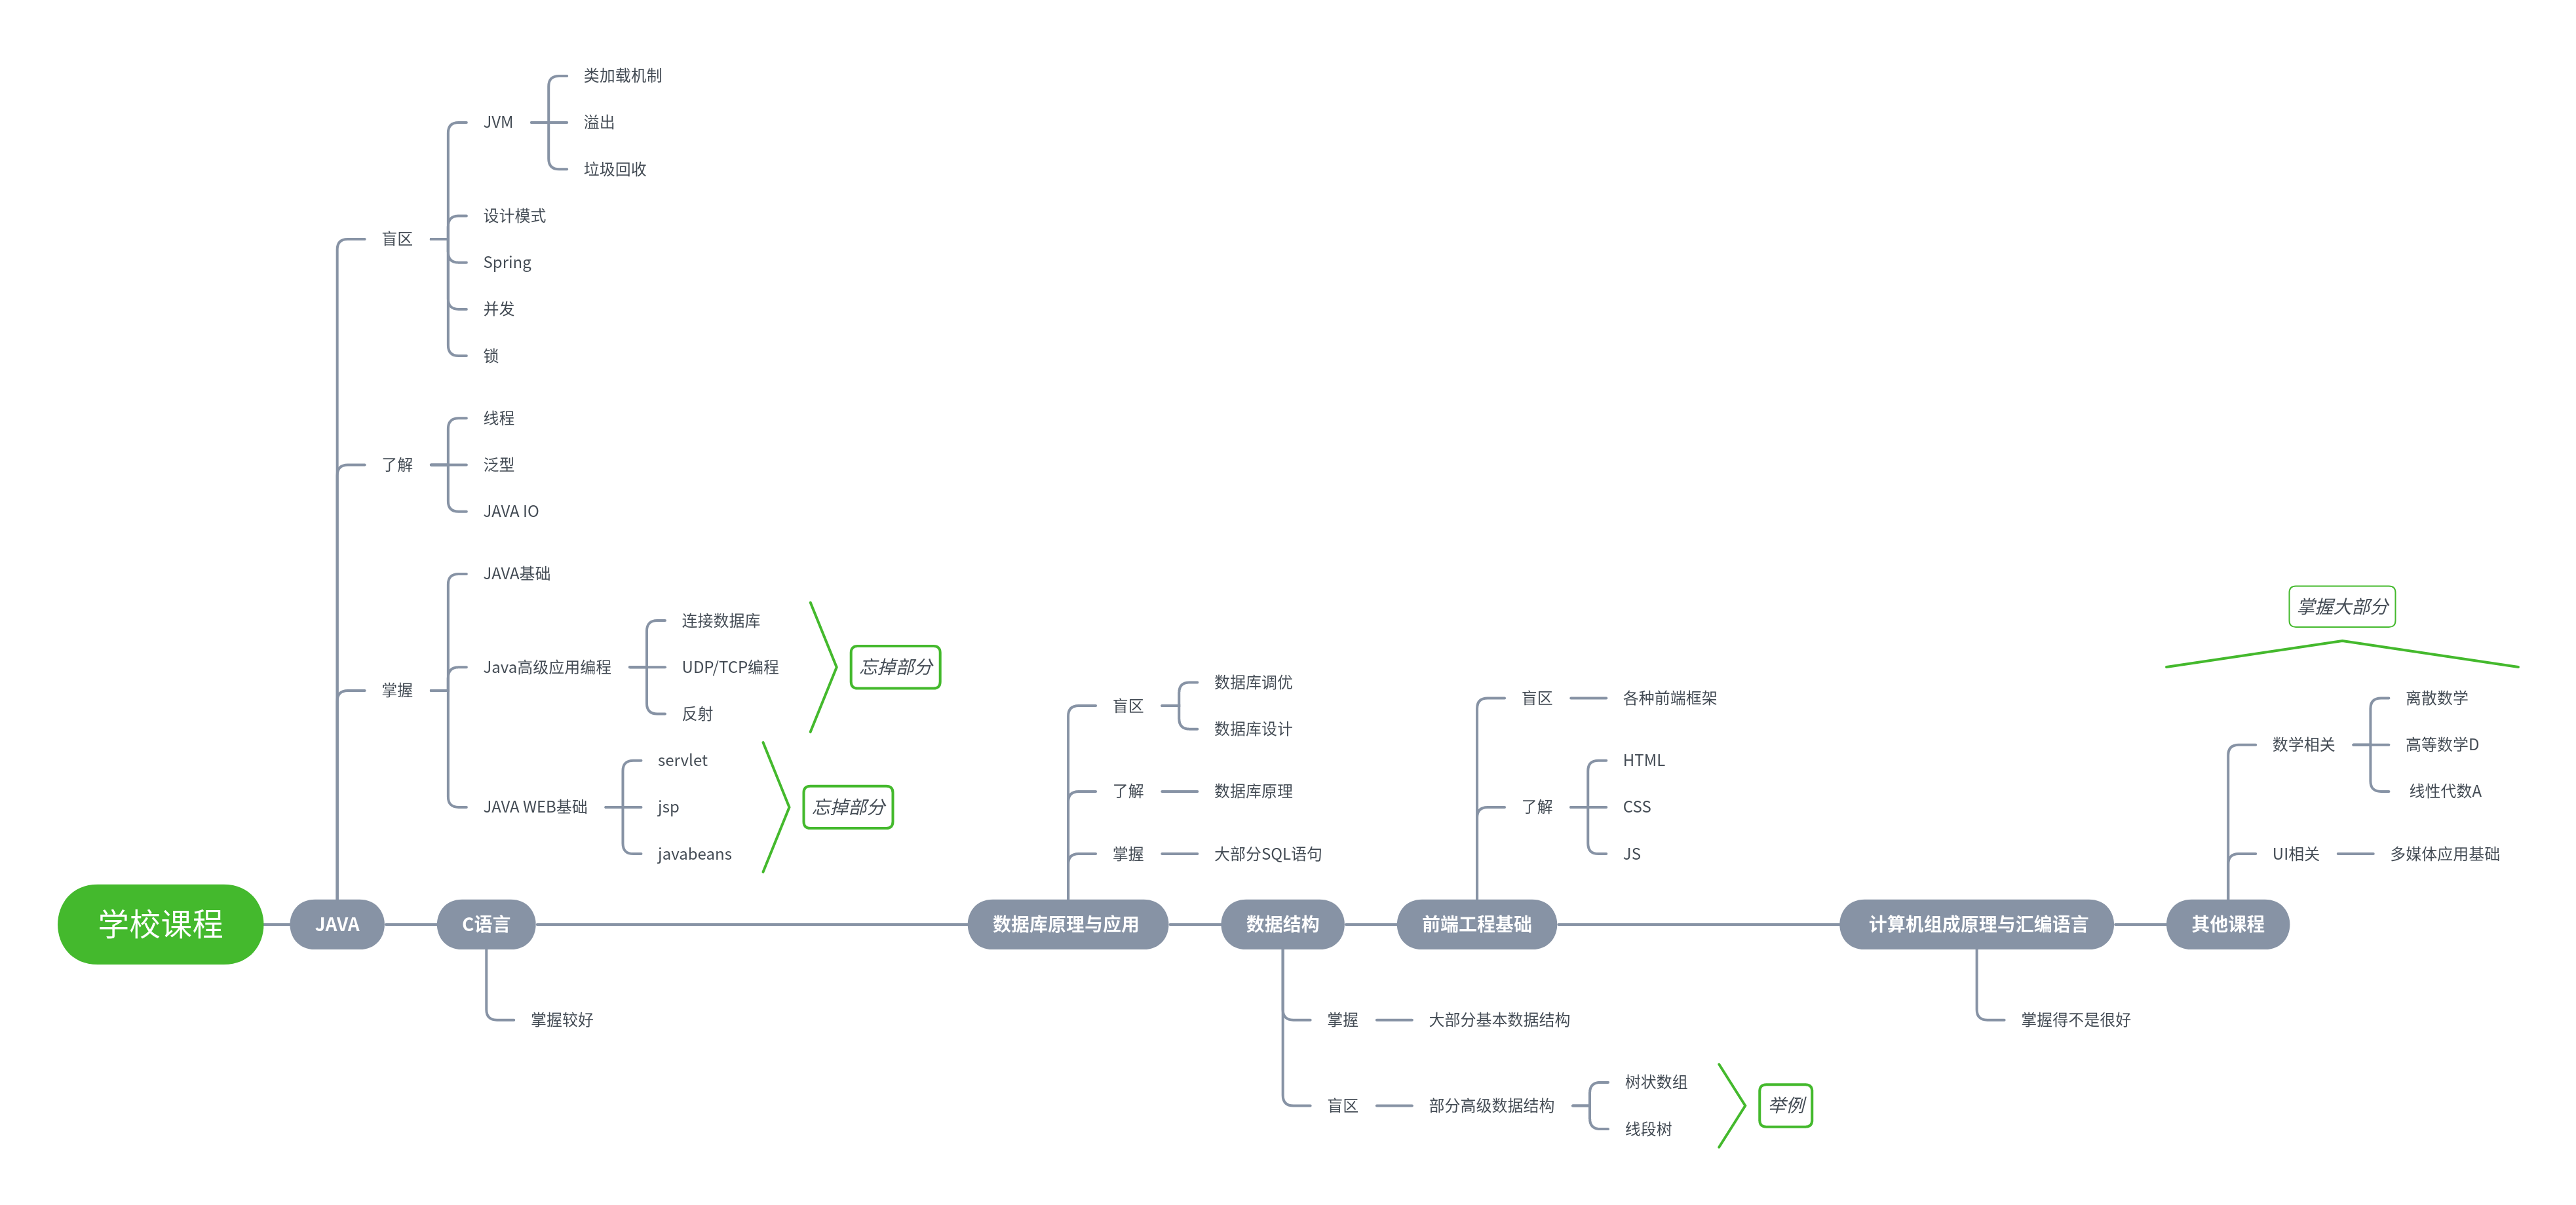 学校课程
JAVA
盲区
JVM
类加载机制
溢出
垃圾回收
设计模式
Spring
并发
锁
了解
线程
泛型
JAVA IO
掌握
JAVA基础
Java高级应用编程
连接数据库
UDP/TCP编程
反射
忘掉部分
JAVA WEB基础
servlet
jsp
javabeans
忘掉部分
C语言
掌握较好
数据库原理与应用
盲区
数据库调优
数据库设计
了解
数据库原理
掌握
大部分SQL语句
数据结构
掌握
大部分基本数据结构
盲区
部分高级数据结构
树状数组
线段树
举例
前端工程基础
盲区
各种前端框架
了解
HTML
CSS
JS
计算机组成原理与汇编语言
掌握得不是很好
其他课程
掌握大部分
数学相关
离散数学
高等数学D
线性代数A
UI相关
多媒体应用基础